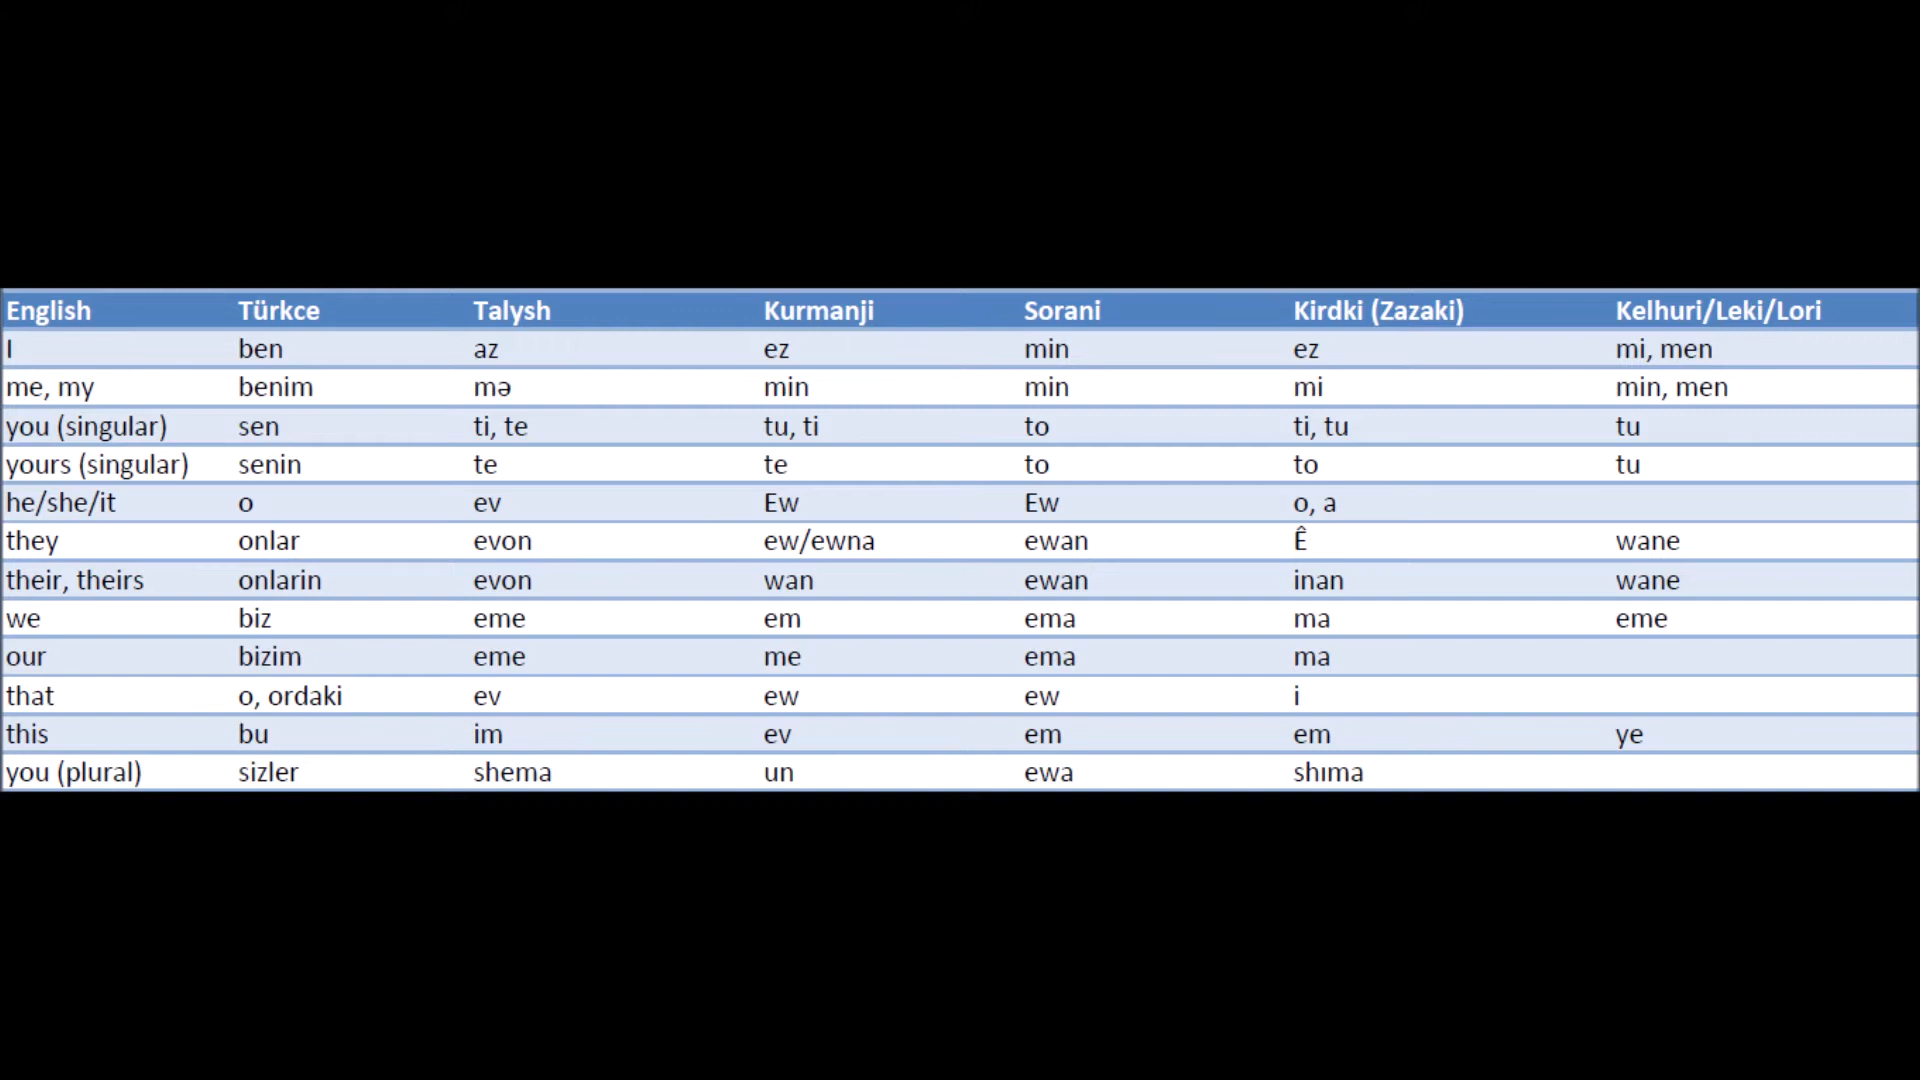 English Türkce Talysh Kurmanji Sorani Kirdki (Zazaki) Kelhuri/Leki/Lori
I ben az ez min ez mi, men
me, my benim mə min min mi min, men
you (singular) sen ti, te tu, ti to ti, tu tu
yours (singular) senin te te to to tu
he/she/it o ev Ew Ew o, a
they onlar evon ew/ewna ewan Ê wane
their, theirs onlarin evon wan ewan inan wane
we biz eme em ema ma eme
our bizim eme me ema ma
that o, ordaki ev ew ew i
this bu im ev em em ye
you (plural) sizler shema un ewa shıma